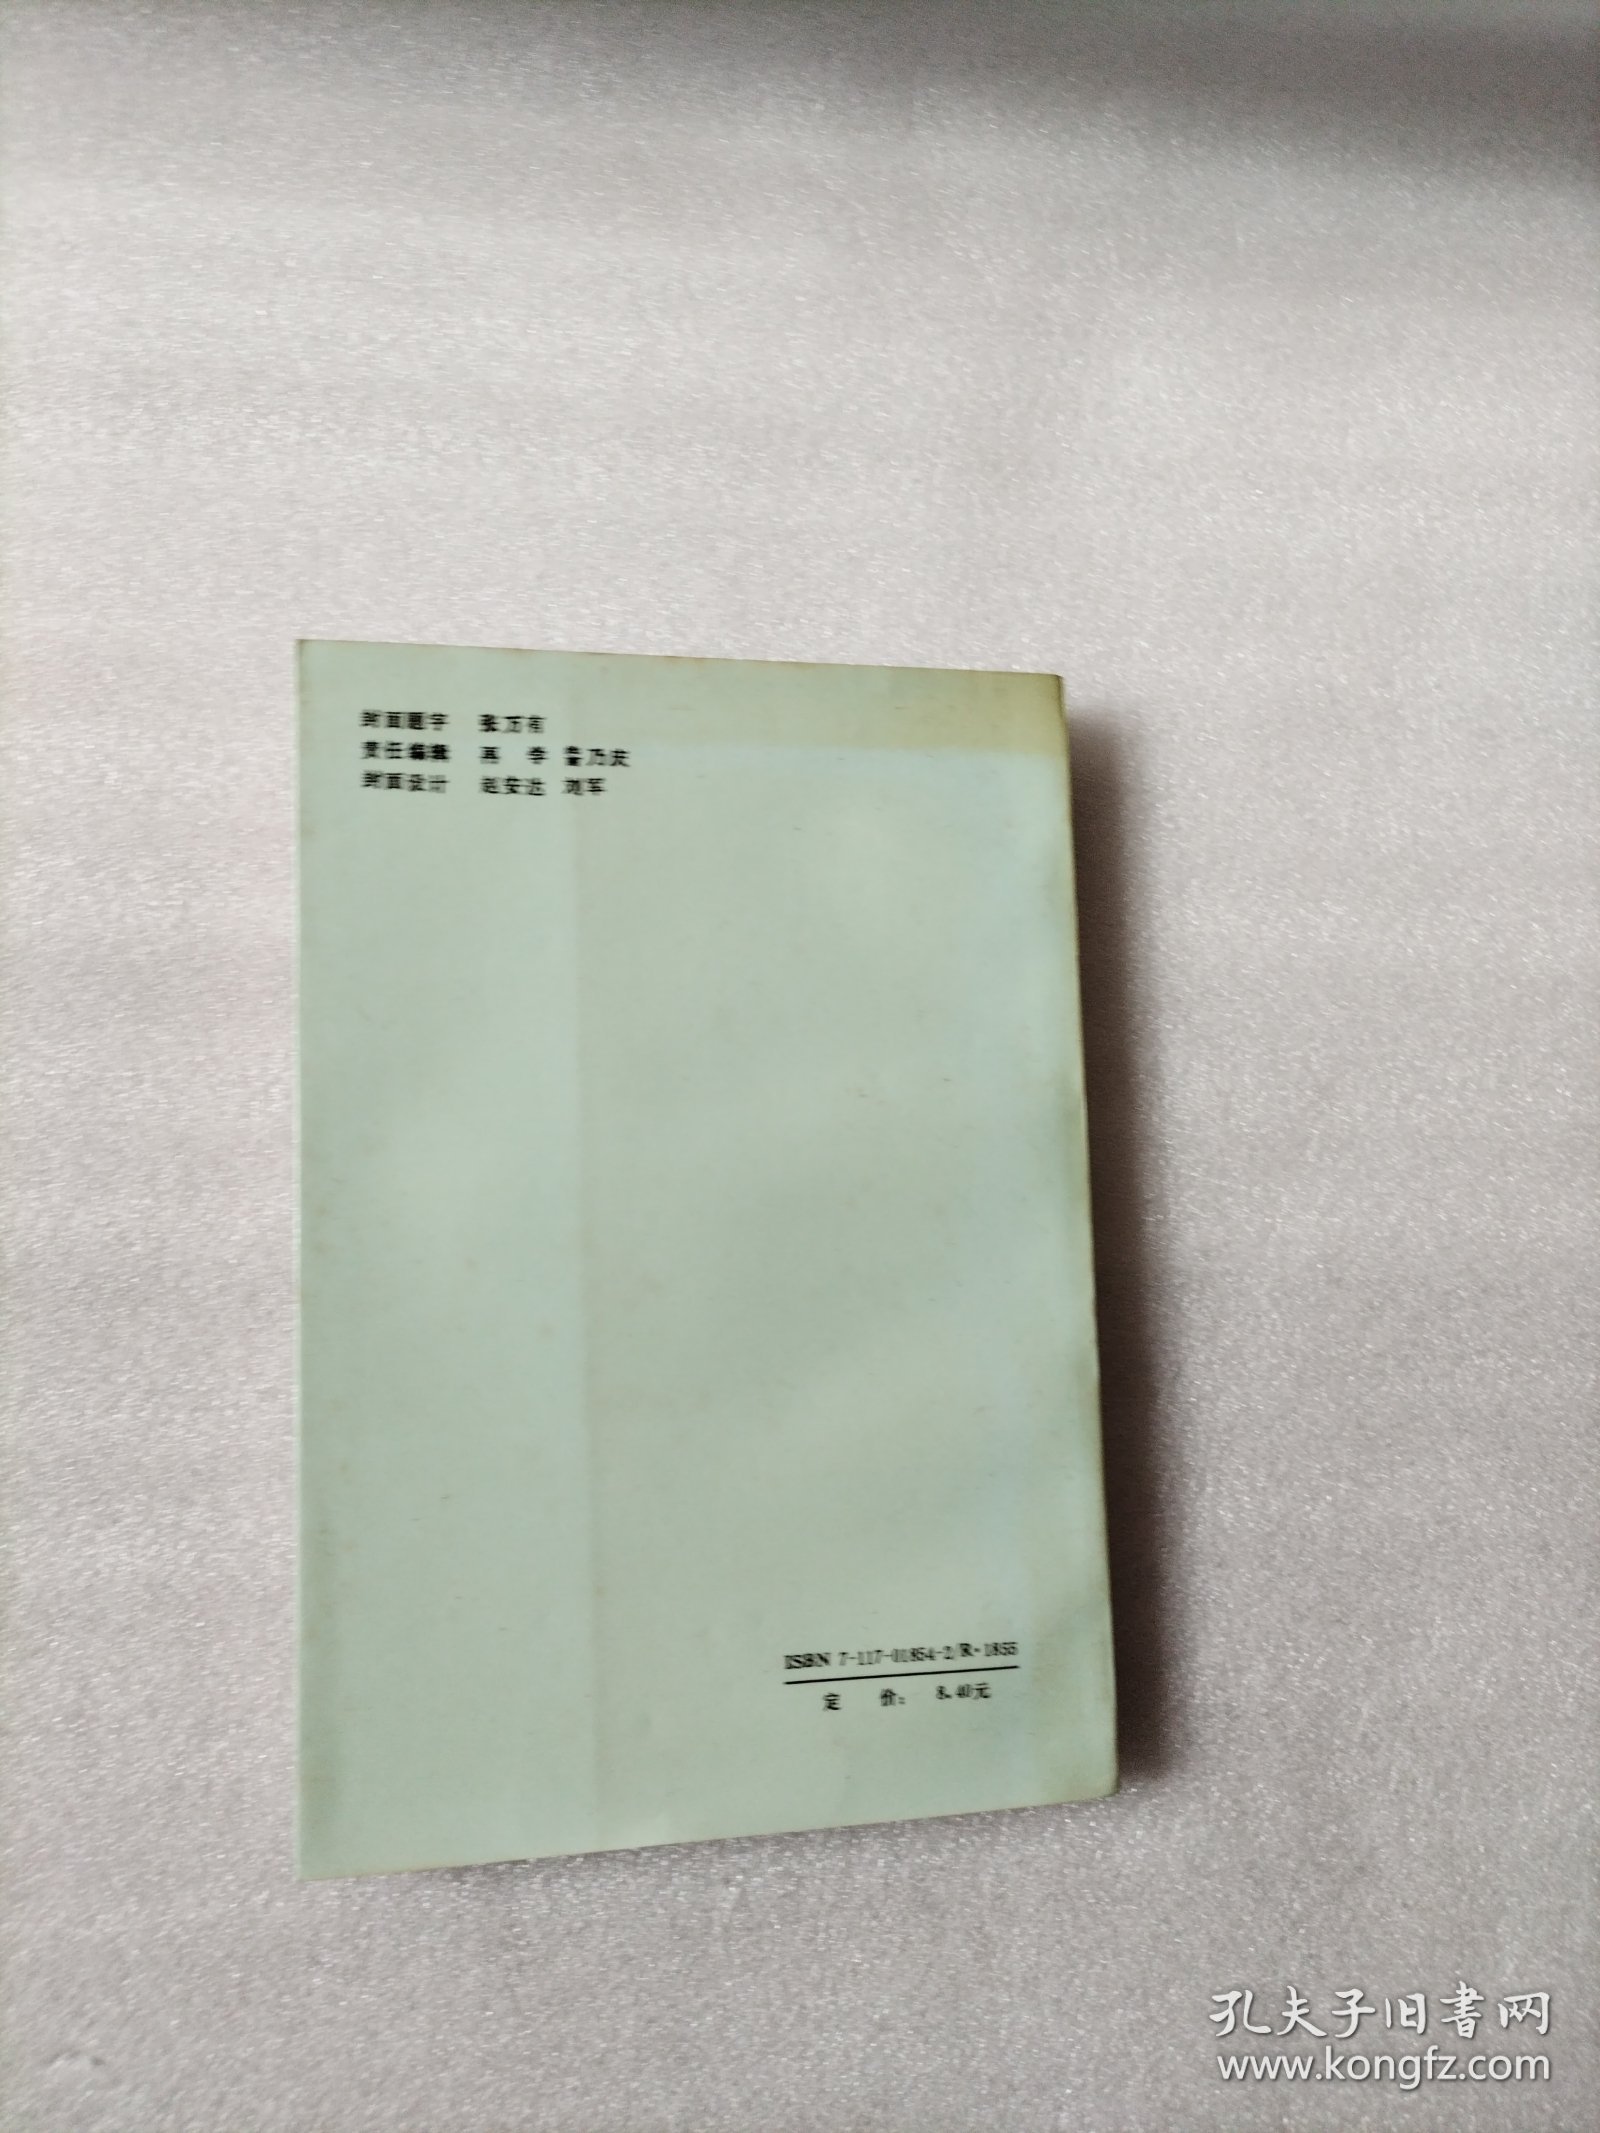 封面题字 张万有
责任编辑 再 李 鲁乃庆
封面设计 赵安达 刘军
ISBN 7-117-01854-2/R·1855
定 价： 8.40元
孔夫子旧書网
www.kongfz.com